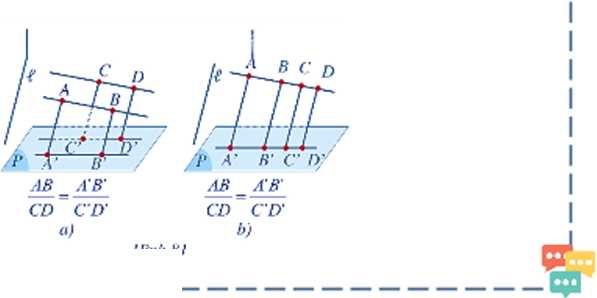 ℓ C D
A B
C' D'
P A' B'
AB/CD = A'B'/C'D'
a)
ℓ A B C D
P A' B' C' D'
AB/CD = A'B'/C'D'
b)